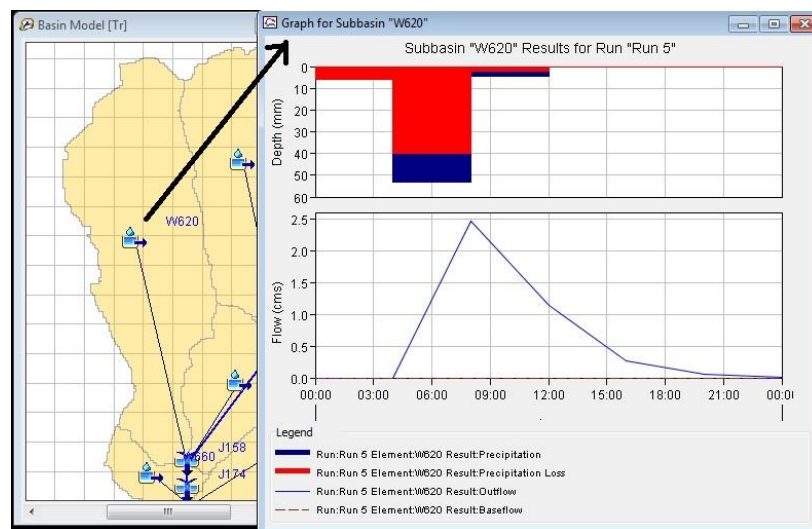 Basin Model [Tr]
W620
J158
W660
J174
Graph for Subbasin "W620"
Subbasin "W620" Results for Run "Run 5"
Depth (mm)
0
10
20
30
40
50
60
Flow (cms)
2.5
2.0
1.5
1.0
0.5
0.0
00:00 03:00 06:00 09:00 12:00 15:00 18:00 21:00
Legend
Run:Run 5 Element:W620 Result:Precipitation
Run:Run 5 Element:W620 Result:Precipitation Loss
Run:Run 5 Element:W620 Result:Outflow
Run:Run 5 Element:W620 Result:Baseflow